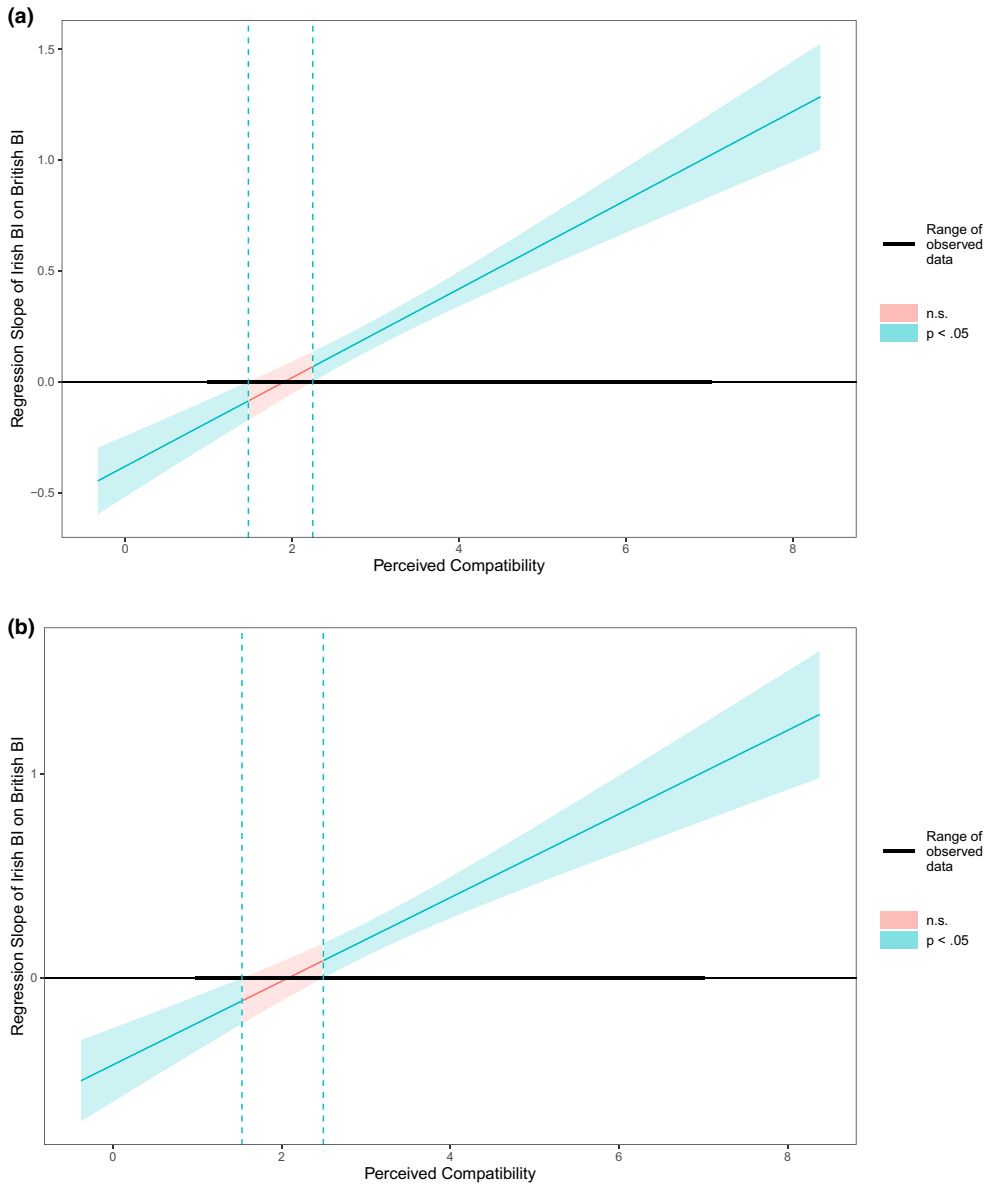 (a)
Regression Slope of Irish BI on British BI
1.5
1.0
0.5
0.0
−0.5
0 2 4 6 8
Perceived Compatibility
Range of
observed
data
n.s.
p < .05
(b)
Regression Slope of Irish BI on British BI
1
0
0 2 4 6 8
Perceived Compatibility
Range of
observed
data
n.s.
p < .05